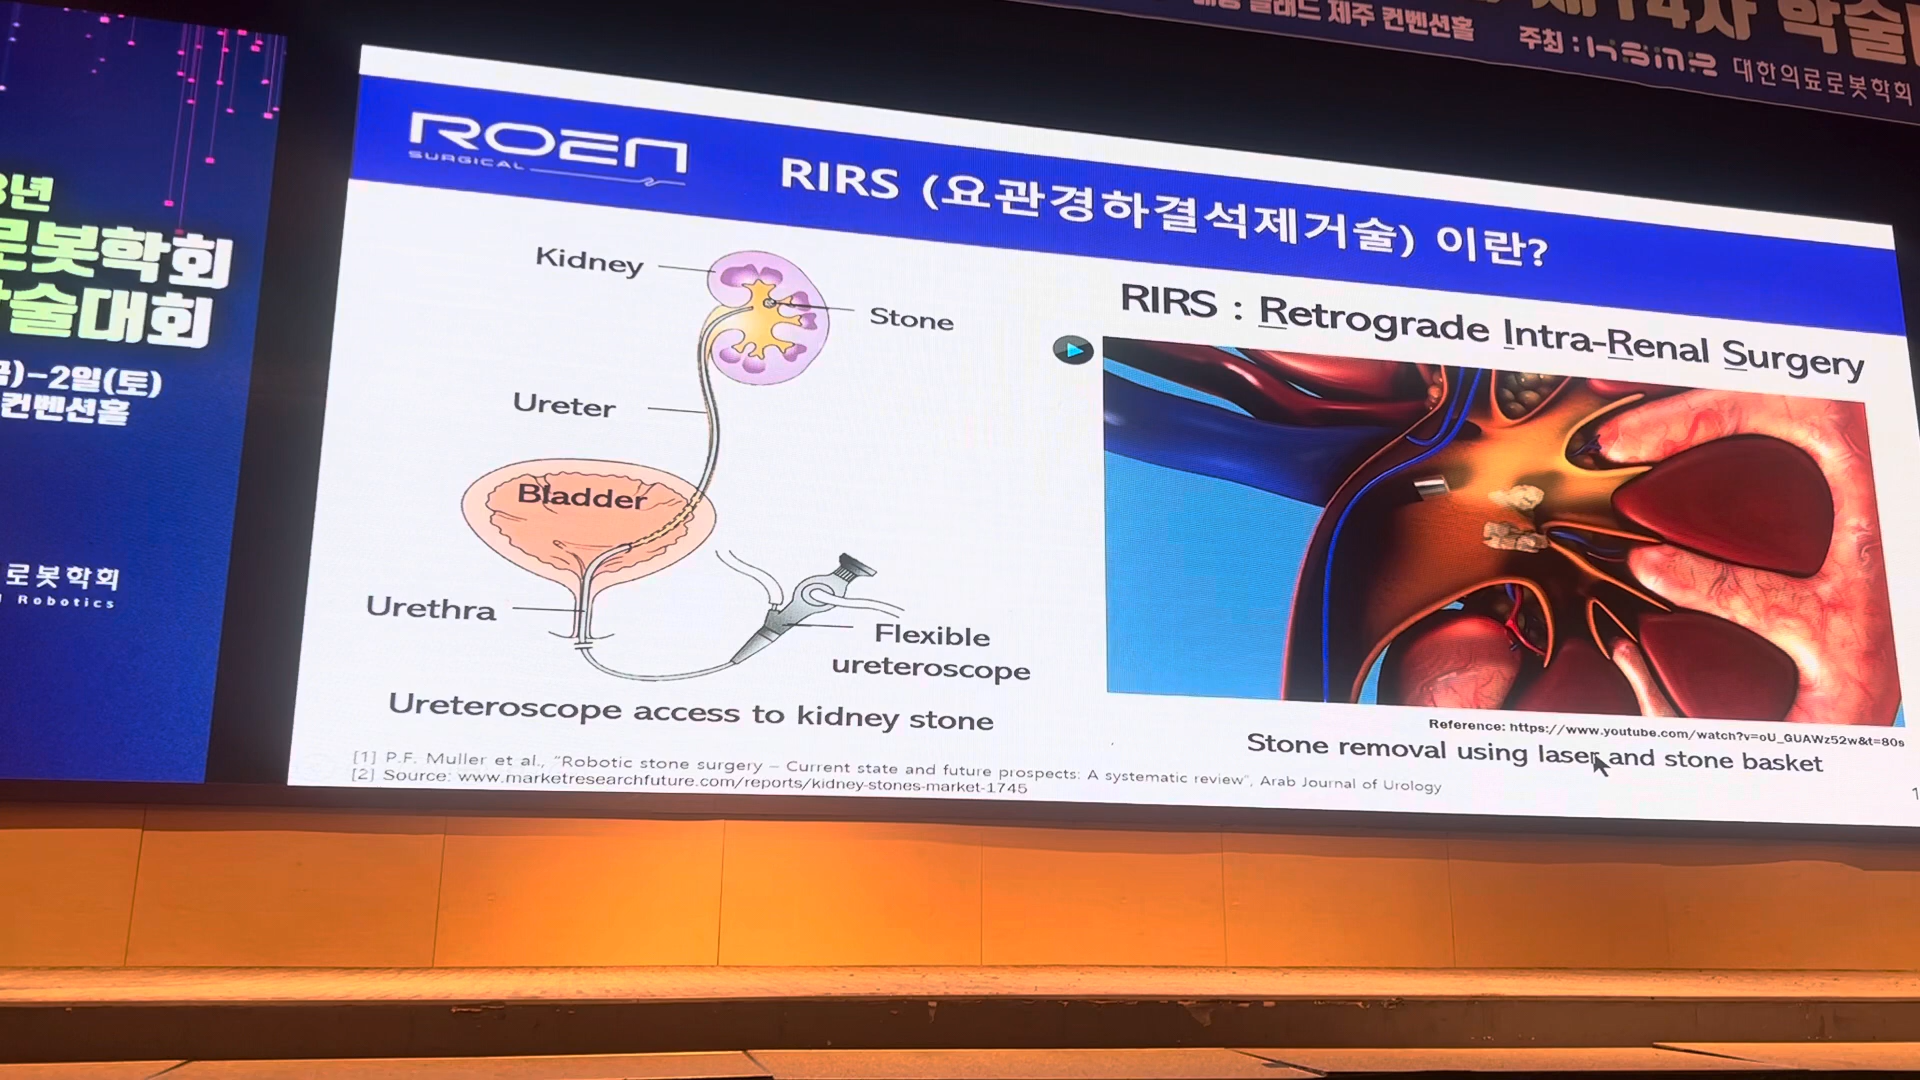 제주 컨벤션홀
주최 : KSMR 대한의료로봇학회
로봇학회
술대회
-2일(토)
컨벤션홀
로봇학회
Robotics
ROEN
SURGICAL
RIRS (요관경하결석제거술) 이란?
Kidney
Stone
Ureter
Bladder
Urethra
Flexible
ureteroscope
Ureteroscope access to kidney stone
RIRS : Retrograde Intra-Renal Surgery
Reference: https://www.youtube.com/watch?v=oU_GUAWz52w&t=80s
Stone removal using laser and stone basket
[1] P.F. Muller et al., "Robotic stone surgery – Current state and future prospects: A systematic review", Arab Journal of Urology
[2] Source: www.marketresearchfuture.com/reports/kidney-stones-market-1745